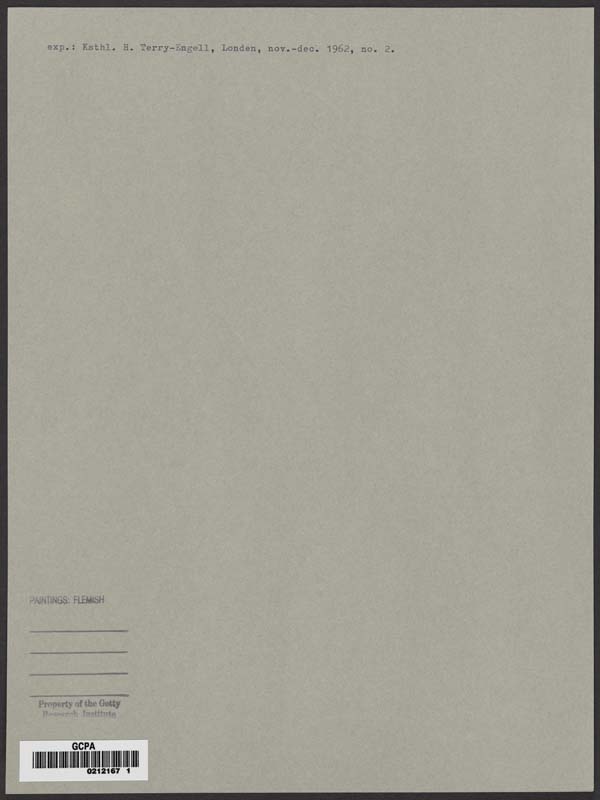 exp.: Ksthl. H. Terry-Engell, Londen, nov.-dec. 1962, no. 2.
PAINTINGS: FLEMISH
Property of the Getty
Research Institute
GCPA
0212167 1